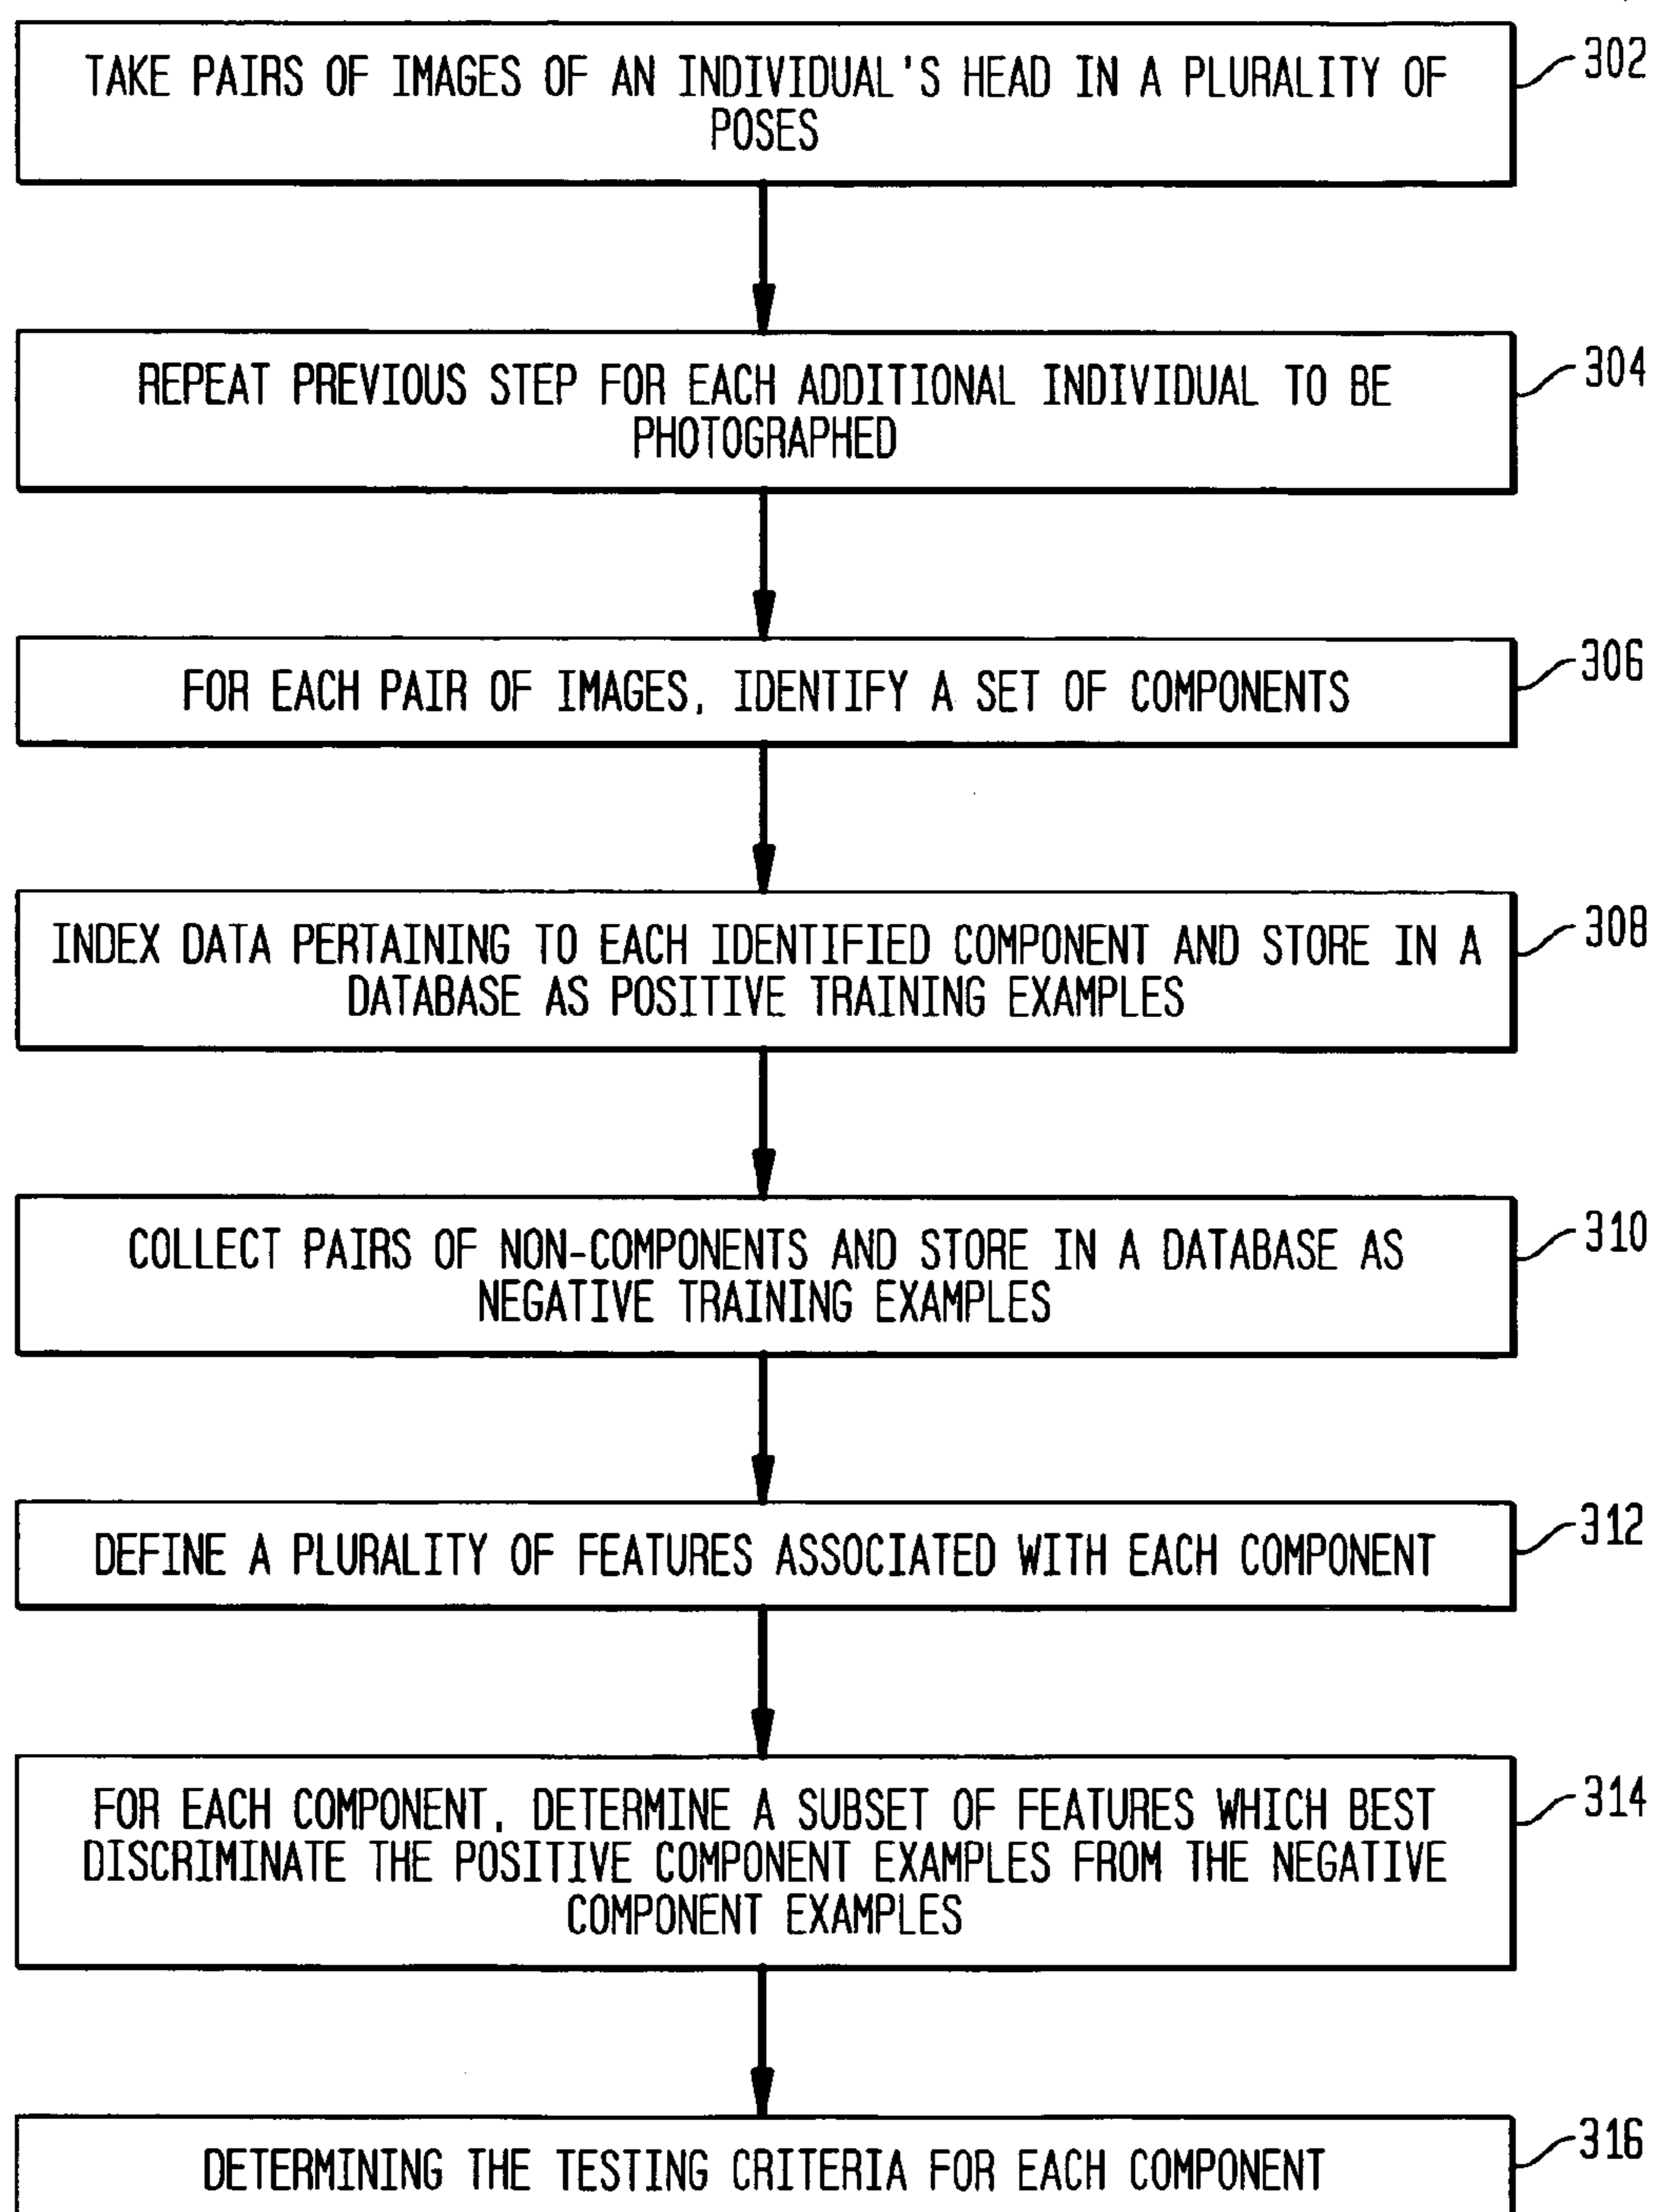 TAKE PAIRS OF IMAGES OF AN INDIVIDUAL'S HEAD IN A PLURALITY OF
POSES
302
REPEAT PREVIOUS STEP FOR EACH ADDITIONAL INDIVIDUAL TO BE
PHOTOGRAPHED
304
FOR EACH PAIR OF IMAGES, IDENTIFY A SET OF COMPONENTS
306
INDEX DATA PERTAINING TO EACH IDENTIFIED COMPONENT AND STORE IN A
DATABASE AS POSITIVE TRAINING EXAMPLES
308
COLLECT PAIRS OF NON-COMPONENTS AND STORE IN A DATABASE AS
NEGATIVE TRAINING EXAMPLES
310
DEFINE A PLURALITY OF FEATURES ASSOCIATED WITH EACH COMPONENT
312
FOR EACH COMPONENT, DETERMINE A SUBSET OF FEATURES WHICH BEST
DISCRIMINATE THE POSITIVE COMPONENT EXAMPLES FROM THE NEGATIVE
COMPONENT EXAMPLES
314
DETERMINING THE TESTING CRITERIA FOR EACH COMPONENT
316